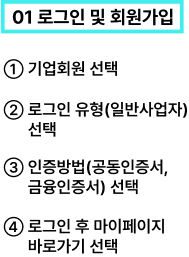 01 로그인 및 회원가입
① 기업회원 선택
② 로그인 유형(일반사업자)
선택
③ 인증방법(공동인증서,
금융인증서) 선택
④ 로그인 후 마이페이지
바로가기 선택